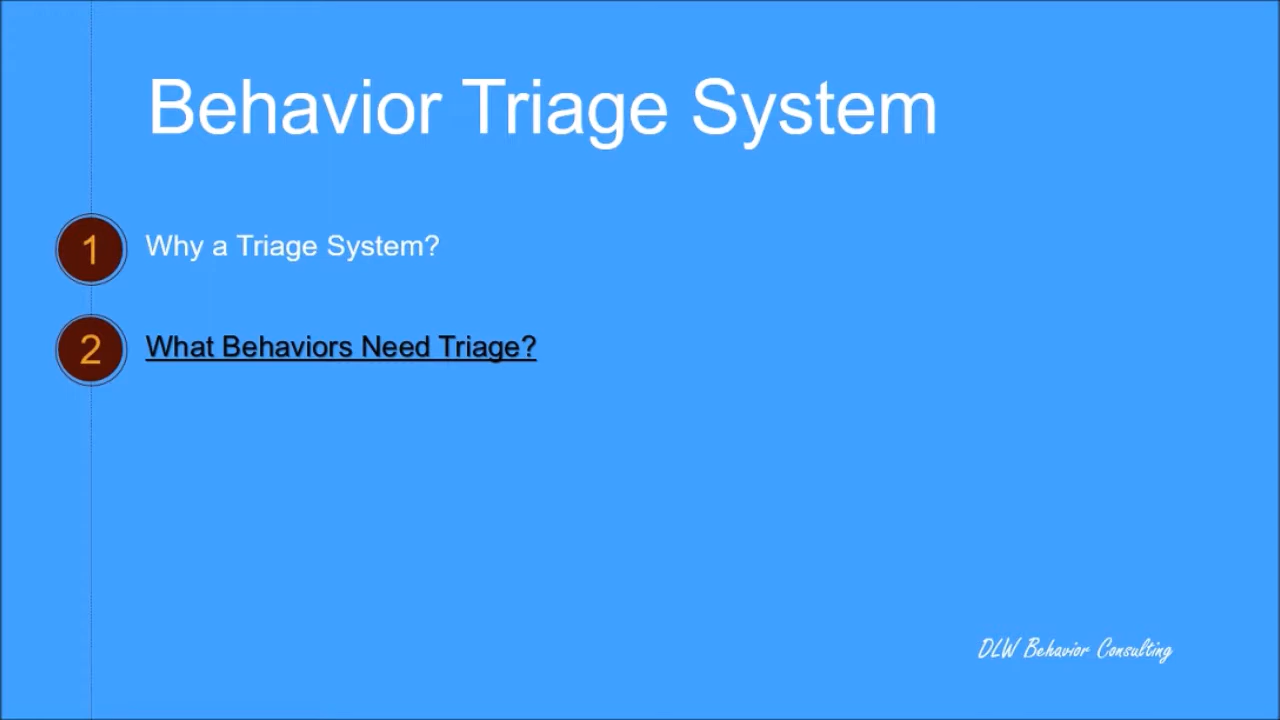 Behavior Triage System
1 Why a Triage System?
2 What Behaviors Need Triage?
DLW Behavior Consulting